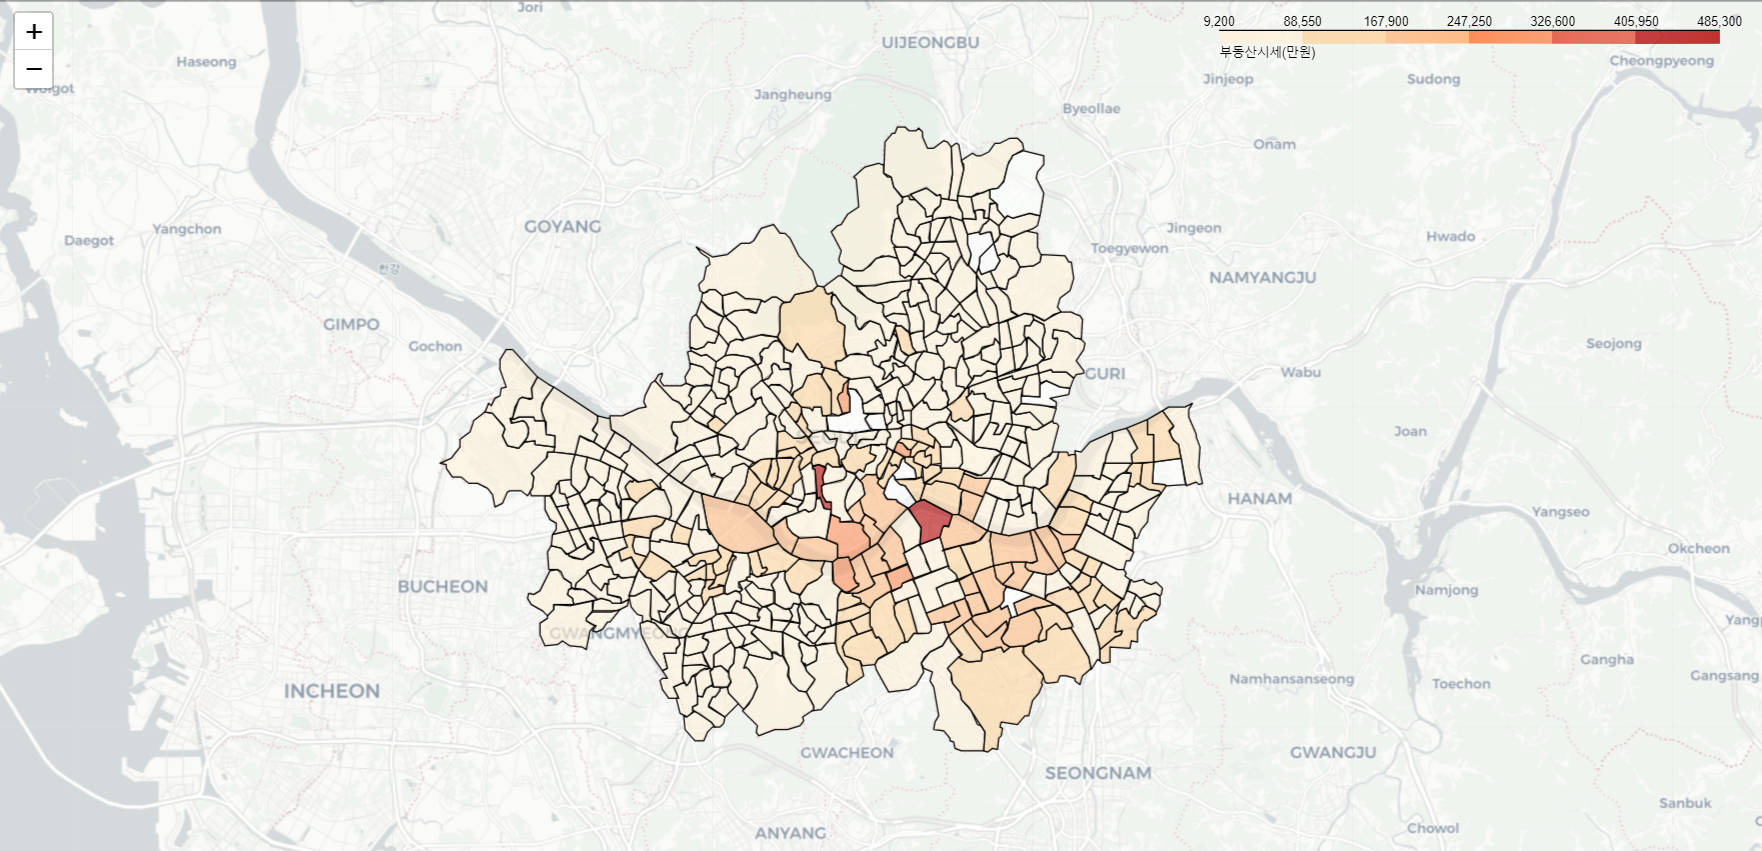 +
−
9,200 88,550 167,900 247,250 326,600 405,950 485,300
부동산시세(만원)
Jori
UIJEONGBU
Haseong
Cheongpyeong
Jinjeop
Sudong
Wolgot
Jangheung
Byeollae
Onam
Yangchon
GOYANG
Jingeon
Daegot
Toegyewon
Hwado
한강
NAMYANGJU
GIMPO
Gochon
Seojong
GURI
Wabu
SEOUL
Joan
HANAM
Yangseo
Okcheon
BUCHEON
Namjong
GWANGMYEONG
Gangha
Namhansanseong
Toechon
Gangsang
INCHEON
GWACHEON
GWANGJU
SEONGNAM
Sanbuk
ANYANG
Chowol